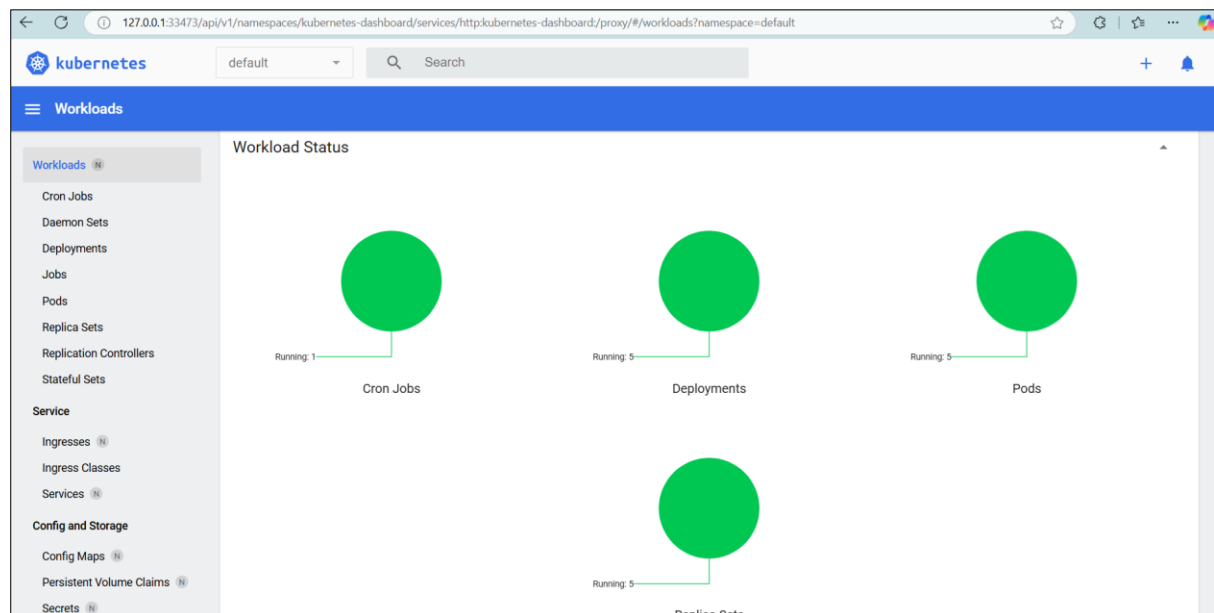 127.0.0.1:33473/api/v1/namespaces/kubernetes-dashboard/services/http:kubernetes-dashboard:/proxy/#/workloads?namespace=default
kubernetes
default
Search
Workloads
Workloads N
Cron Jobs
Daemon Sets
Deployments
Jobs
Pods
Replica Sets
Replication Controllers
Stateful Sets
Service
Ingresses N
Ingress Classes
Services N
Config and Storage
Config Maps N
Persistent Volume Claims N
Secrets N
Workload Status
Running: 1
Cron Jobs
Running: 5
Deployments
Running: 5
Pods
Running: 5
Replica Sets